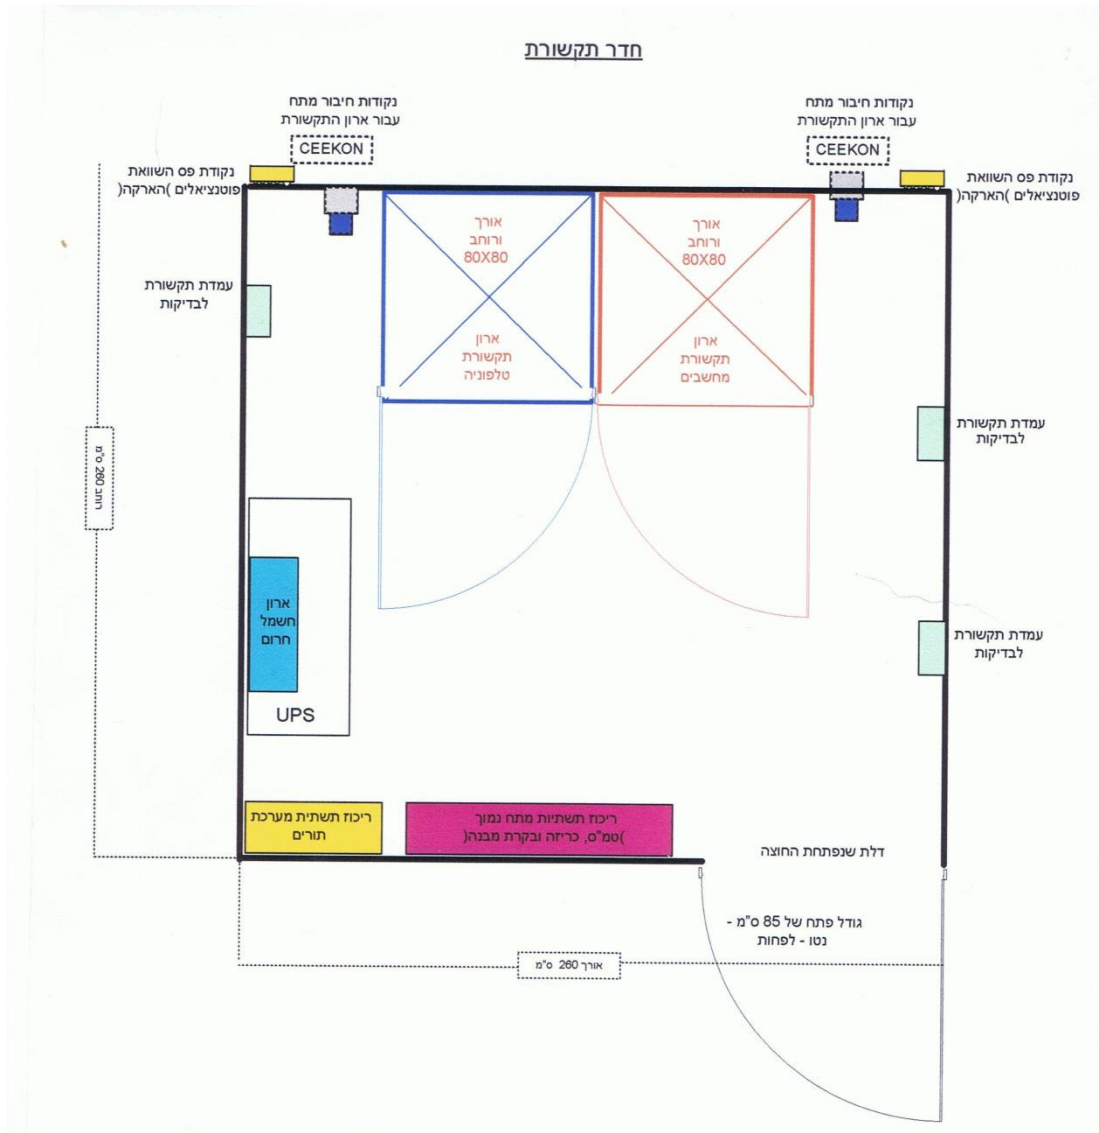 חדר תקשורת
נקודות חיבור מתח
עבור ארון התקשורת
CEEKON
נקודות חיבור מתח
עבור ארון התקשורת
CEEKON
נקודת פס השוואת
פוטנציאלים )הארקה(
נקודת פס השוואת
פוטנציאלים )הארקה(
אורך
ורוחב
80X80
ארון
תקשורת
מחשבים
אורך
ורוחב
80X80
ארון
תקשורת
טלפוניה
עמדת תקשורת
לבדיקות
עמדת תקשורת
לבדיקות
עמדת תקשורת
לבדיקות
רוחב 260 ס"מ
ארון
חשמל
חרום
UPS
ריכוז תשתיות מתח נמוך
)טמ"ס, כריזה ובקרת מבנה(
ריכוז תשתית מערכת
תורים
דלת שנפתחת החוצה
גודל פתח של 85 ס"מ -
נטו - לפחות
אורך 260 ס"מ